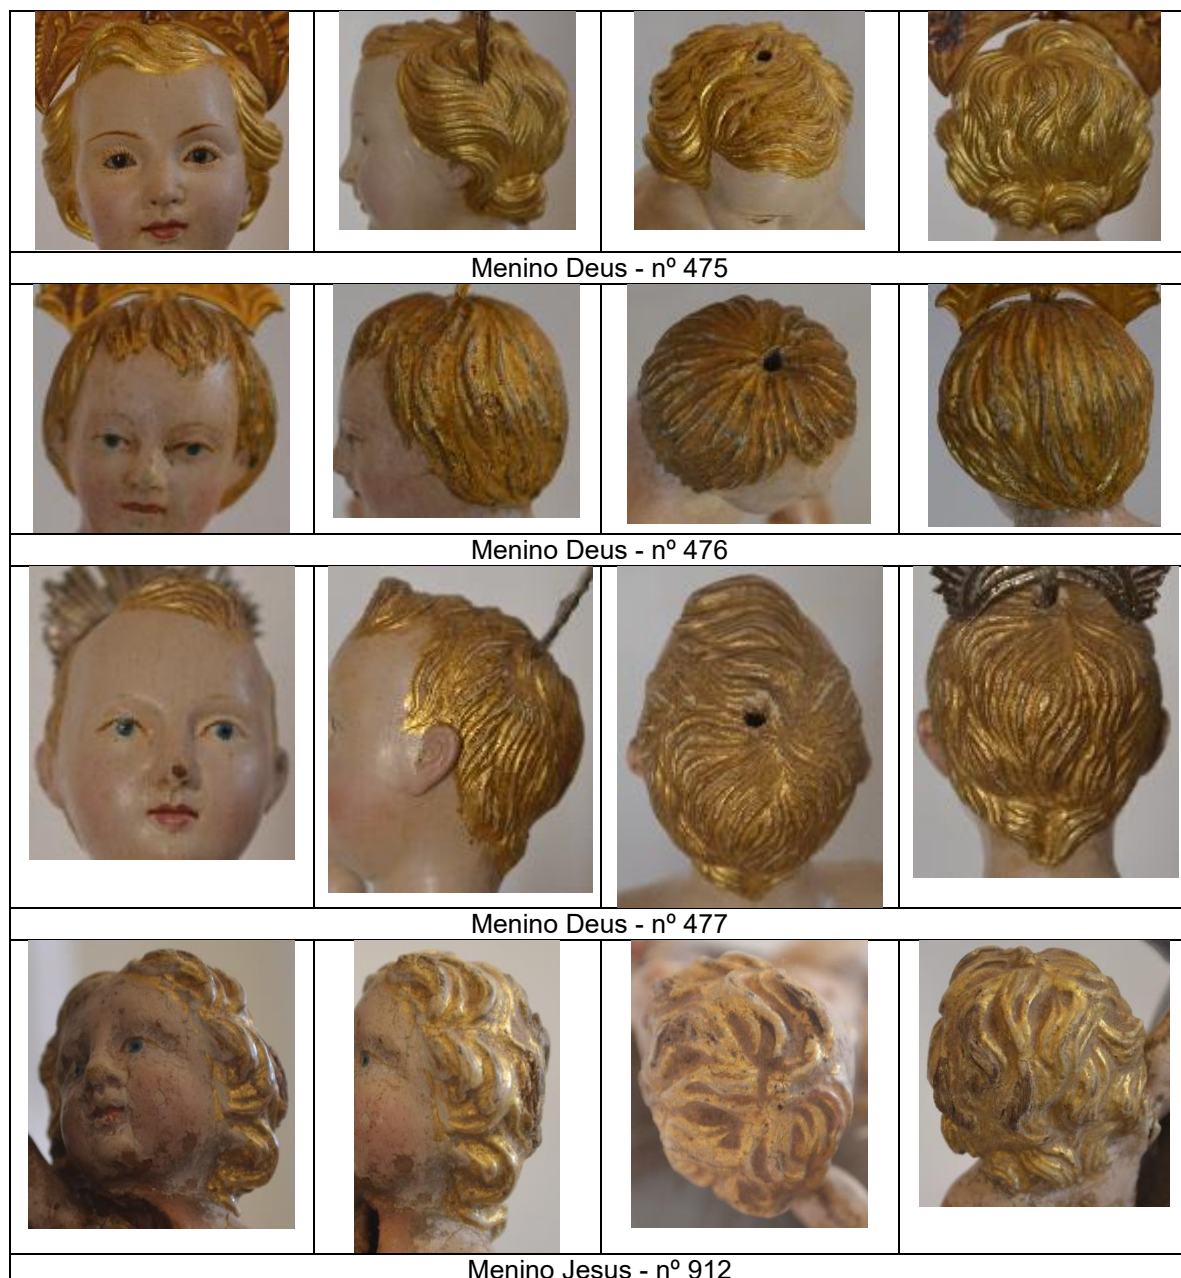 Menino Deus - nº 475
Menino Deus - nº 476
Menino Deus - nº 477
Menino Jesus - nº 912